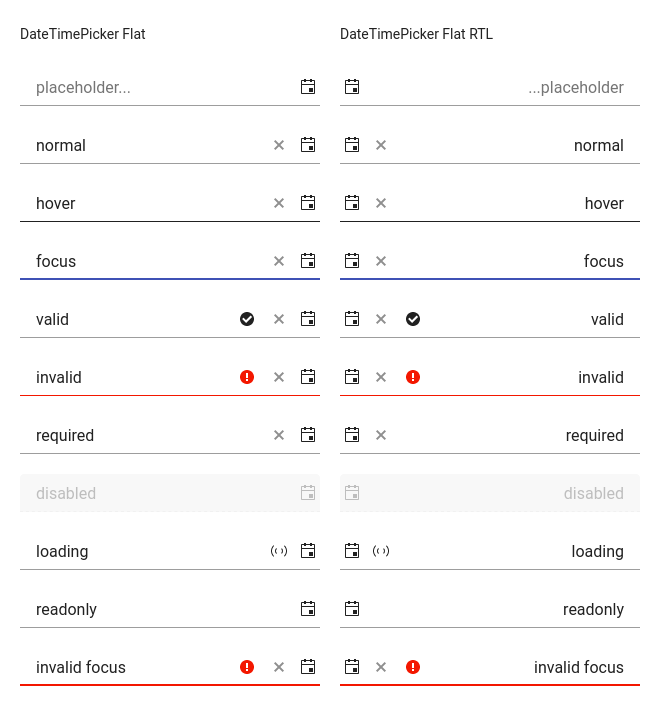 DateTimePicker Flat
placeholder...
normal
hover
focus
valid
invalid
required
disabled
loading
readonly
invalid focus
DateTimePicker Flat RTL
...placeholder
normal
hover
focus
valid
invalid
required
disabled
loading
readonly
invalid focus